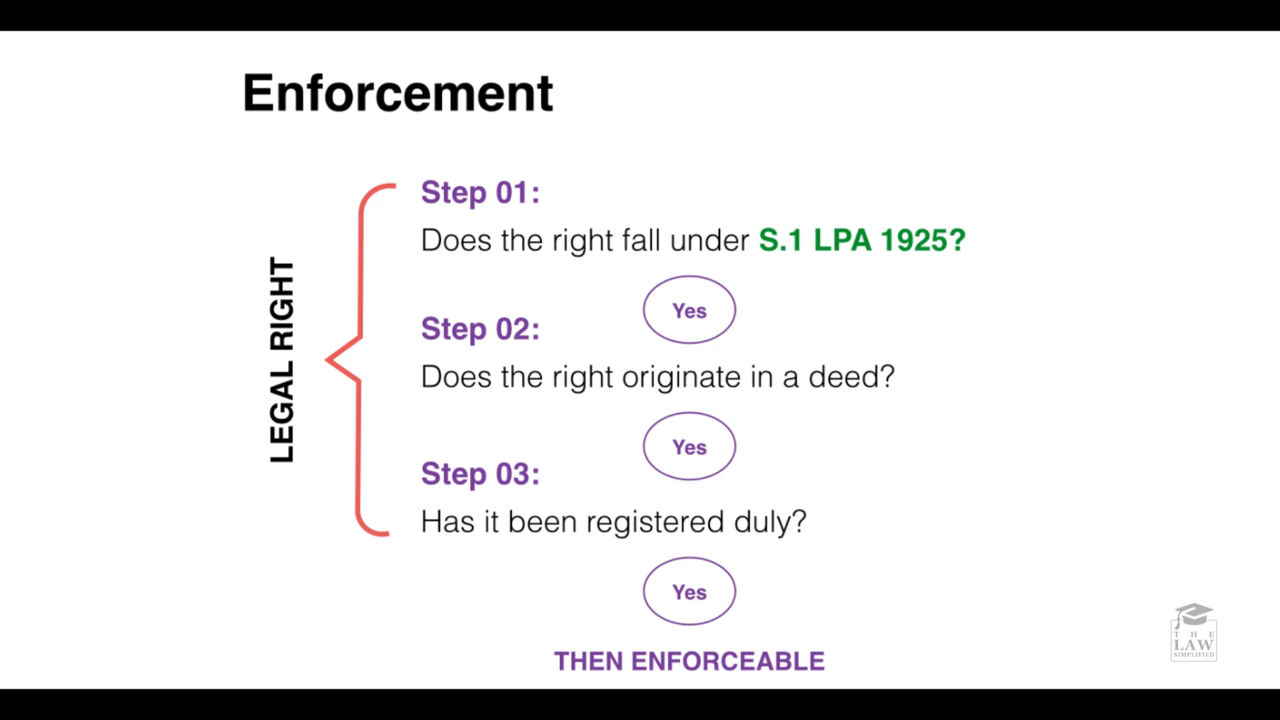 Enforcement
LEGAL RIGHT
Step 01:
Does the right fall under S.1 LPA 1925?
Yes
Step 02:
Does the right originate in a deed?
Yes
Step 03:
Has it been registered duly?
Yes
THEN ENFORCEABLE
THE
LAW
SIMPLIFIED